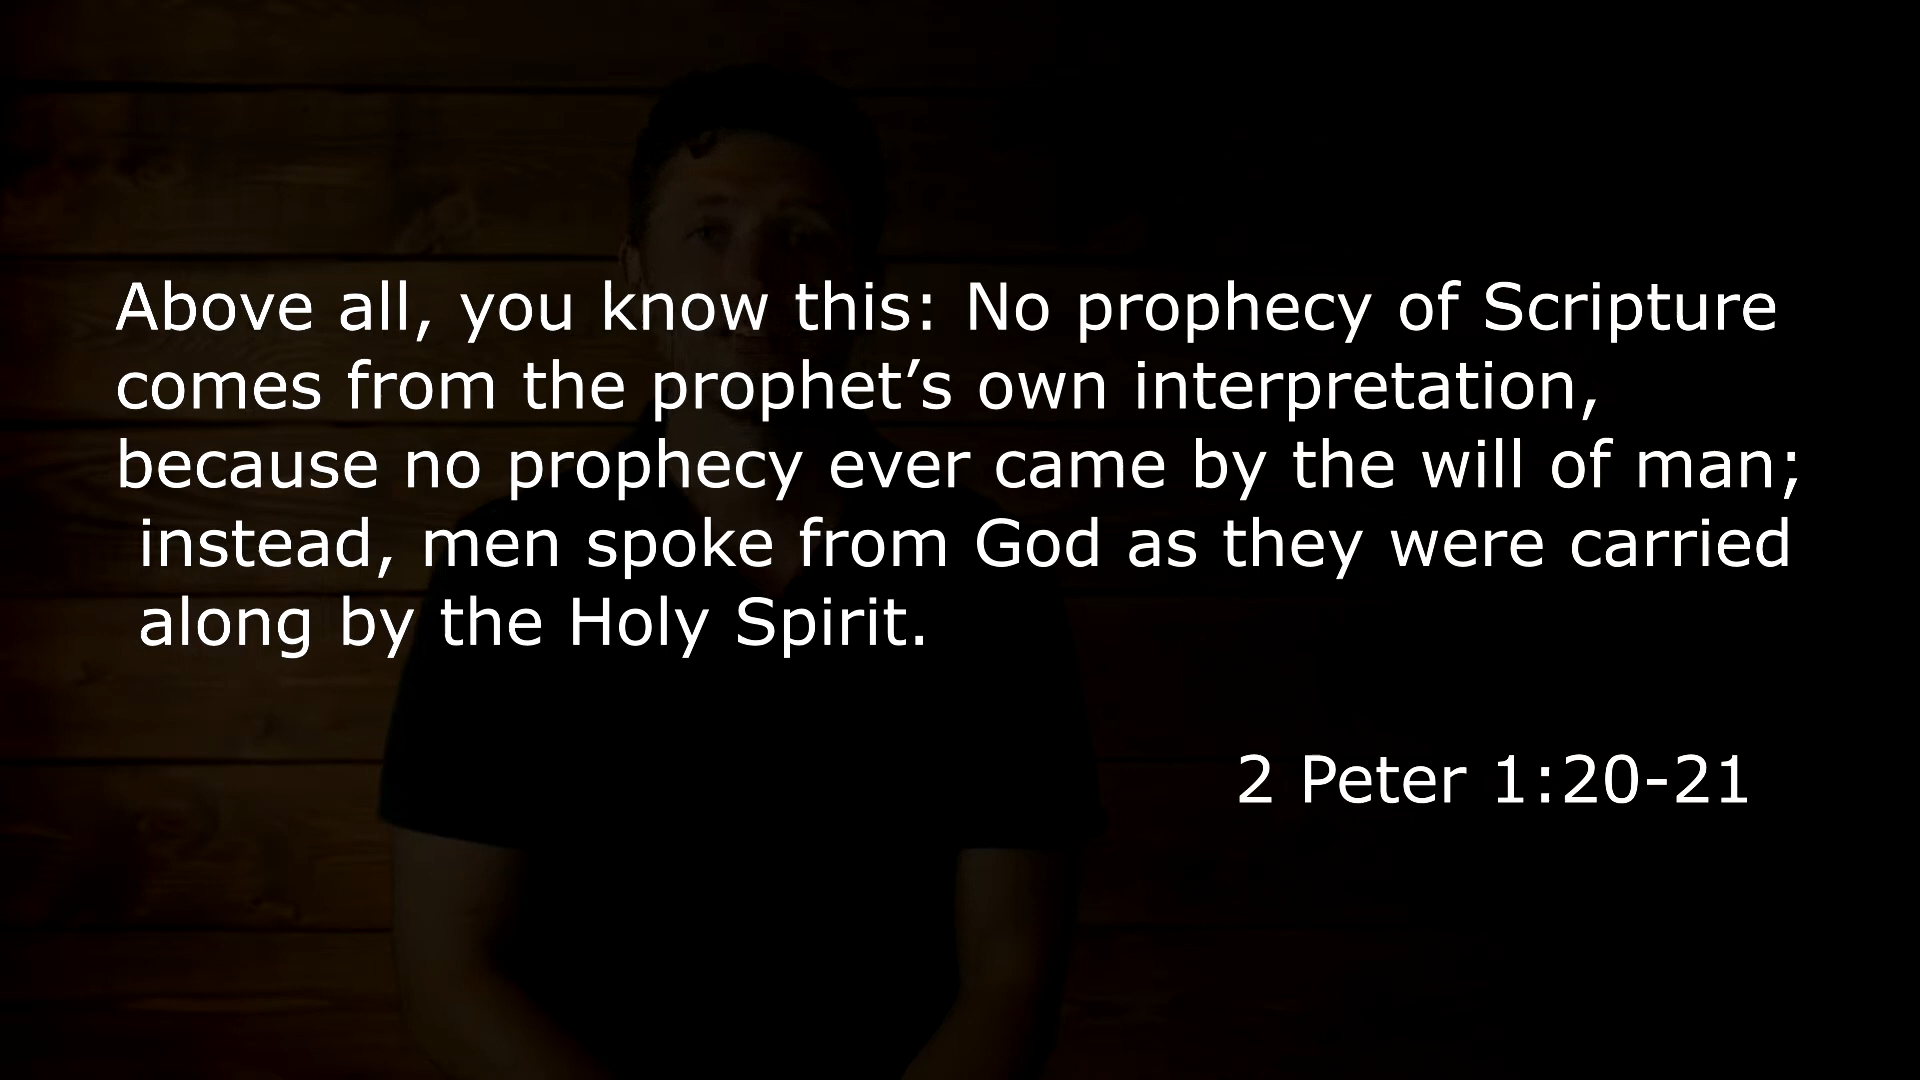 Above all, you know this: No prophecy of Scripture
comes from the prophet’s own interpretation,
because no prophecy ever came by the will of man;
instead, men spoke from God as they were carried
along by the Holy Spirit.
2 Peter 1:20-21